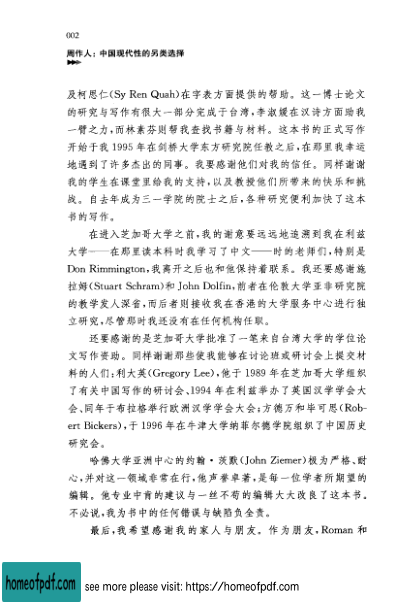 002
周作人：中国现代性的另类选择
及柯思仁(Sy Ren Quah)在字表方面提供的帮助。这一博士论文
的研究与写作有很大一部分完成于台湾,李淑媛在汉诗方面助我
一臂之力,而林素芬则帮我查找书籍与材料。这本书的正式写作
开始于我 1995 年在剑桥大学东方研究院任教之后,在那里我幸运
地遇到了许多杰出的同事。我要感谢他们对我的信任。同样谢谢
我的学生在课堂里给我的支持,以及教授他们所带来的快乐和挑
战。自去年成为三一学院的院士之后,各种研究便利加快了这本
书的写作。
在进入芝加哥大学之前,我的谢意要远远地追溯到我在利兹
大学——在那里读本科时我学习了中文——时的老师们,特别是
Don Rimmington,我离开之后也和他保持着联系。我还要感谢施
拉姆(Stuart Schram)和 John Dolfin,前者在伦敦大学亚非研究院
的教学发人深省,而后者则接收我在香港的大学服务中心进行独
立研究,尽管那时我还没有在任何机构任职。
还要感谢的是芝加哥大学批准了一笔来自台湾大学的学位论
文写作资助。同样谢谢那些使我能够在讨论班或研讨会上提交材
料的人们:利大英(Gregory Lee),他于 1989 年在芝加哥大学组织
了有关中国写作的研讨会、1994 年在利兹举办了英国汉学学会大
会、同年于布拉格举行欧洲汉学学会大会;方德万和毕可思(Rob-
ert Bickers),于 1996 年在牛津大学纳菲尔德学院组织了中国历史
研究会。
哈佛大学亚洲中心的约翰·茨默(John Ziemer)极为严格、耐
心,并对这一领域非常在行,他声誉卓著,是每一位学者所期望的
编辑。他专业中肯的建议与一丝不苟的编辑大大改良了这本书。
不必说,我为书中的任何错误与缺陷负全责。
最后,我希望感谢我的家人与朋友。作为朋友,Roman 和
homeofpdf.com
see more please visit: https://homeofpdf.com